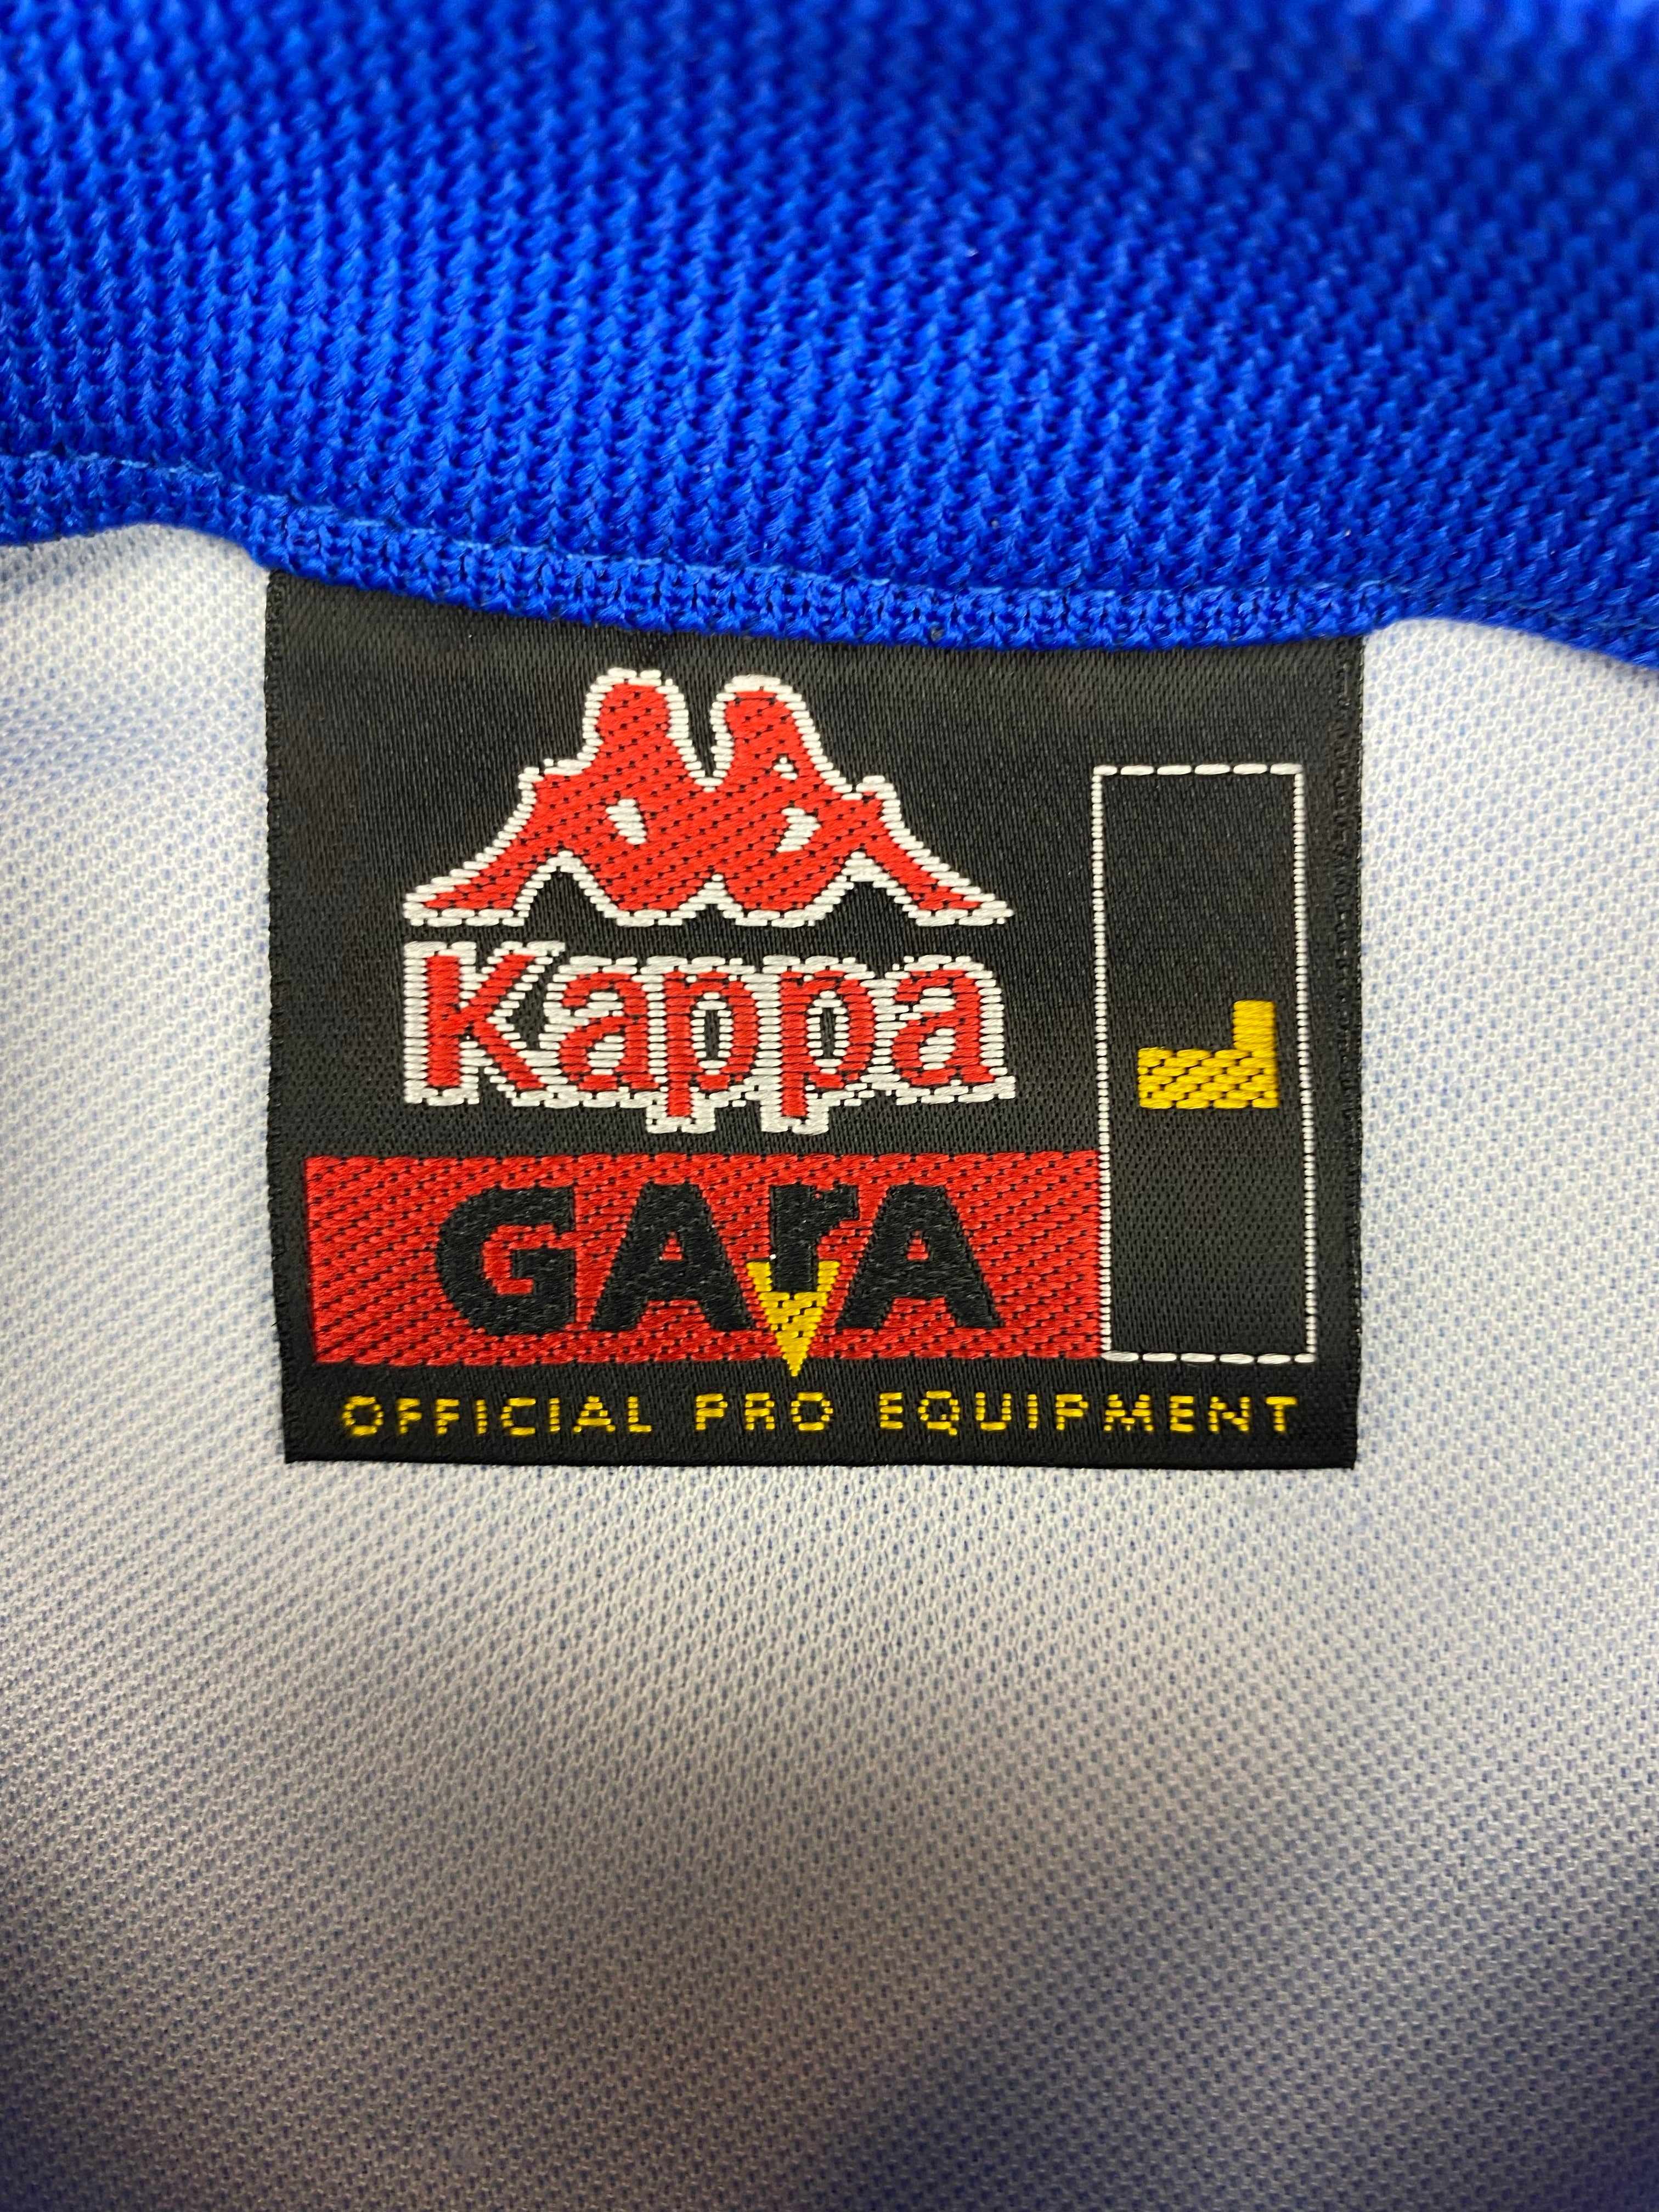 Kappa
L
GArA
OFFICIAL PRO EQUIPMENT